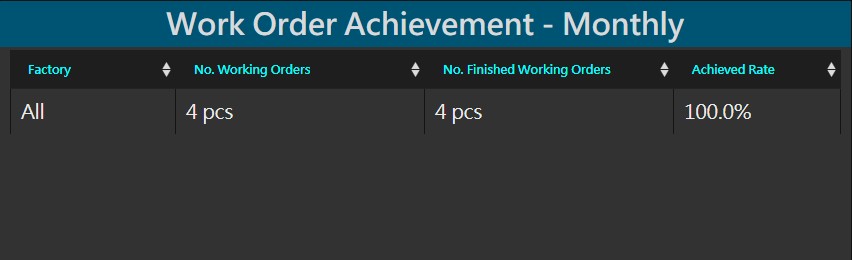 Work Order Achievement - Monthly
Factory No. Working Orders No. Finished Working Orders Achieved Rate
All 4 pcs 4 pcs 100.0%